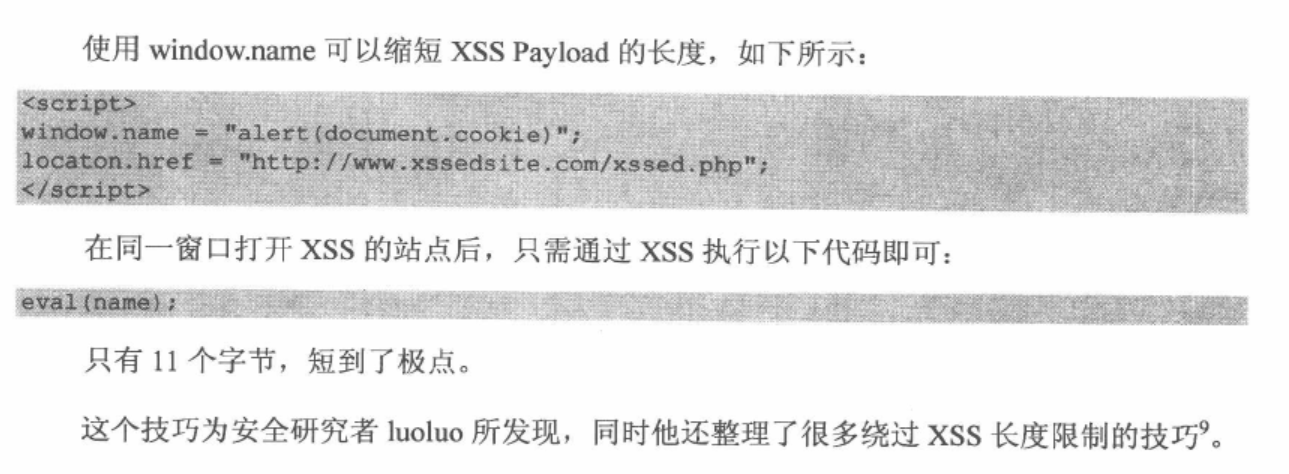 使用 window.name 可以缩短 XSS Payload 的长度，如下所示：
<script>
window.name = "alert(document.cookie)";
locaton.href = "http://www.xssedsite.com/xssed.php";
</script>
在同一窗口打开 XSS 的站点后，只需通过 XSS 执行以下代码即可：
eval(name);
只有 11 个字节，短到了极点。
这个技巧为安全研究者 luoluo 所发现，同时他还整理了很多绕过 XSS 长度限制的技巧9。